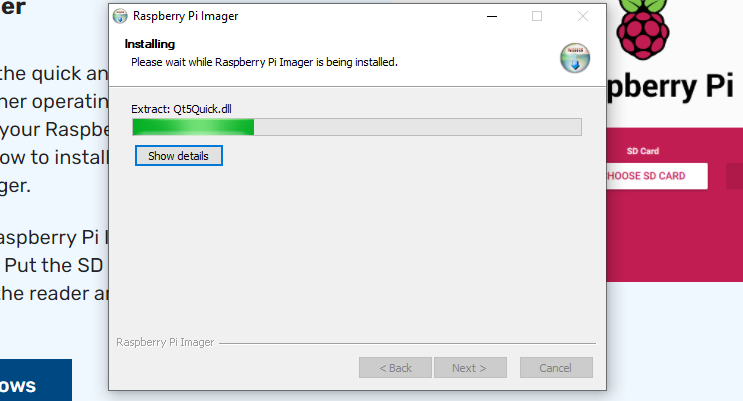 er
Raspberry Pi Imager
Installing
Please wait while Raspberry Pi Imager is being installed.
Extract: Qt5Quick.dll
Show details
Raspberry Pi Imager
< Back
Next >
Cancel
the quick an
ner operatin
your Raspbe
ow to install
ger.
aspberry Pi I
Put the SD
the reader ar
ows
pberry Pi
SD Card
HOOSE SD CARD